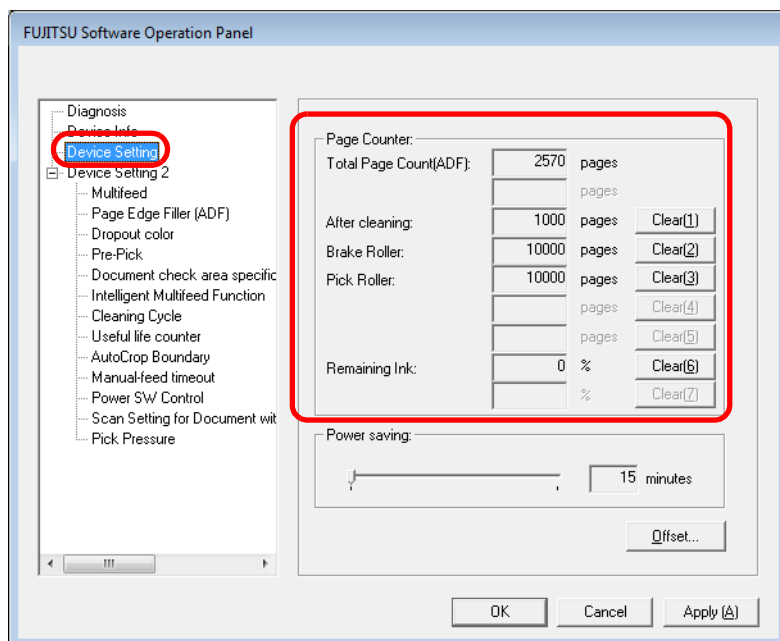 FUJITSU Software Operation Panel
Diagnosis
Device Info
Device Setting
Device Setting 2
Multifeed
Page Edge Filler (ADF)
Dropout color
Pre-Pick
Document check area specific
Intelligent Multifeed Function
Cleaning Cycle
Useful life counter
AutoCrop Boundary
Manual-feed timeout
Power SW Control
Scan Setting for Document wit
Pick Pressure
Page Counter:
Total Page Count(ADF): 2570 pages
pages
After cleaning: 1000 pages Clear(1)
Brake Roller: 10000 pages Clear(2)
Pick Roller: 10000 pages Clear(3)
pages Clear(4)
pages Clear(5)
Remaining Ink: 0 % Clear(6)
% Clear(7)
Power saving:
15 minutes
Offset...
OK Cancel Apply (A)